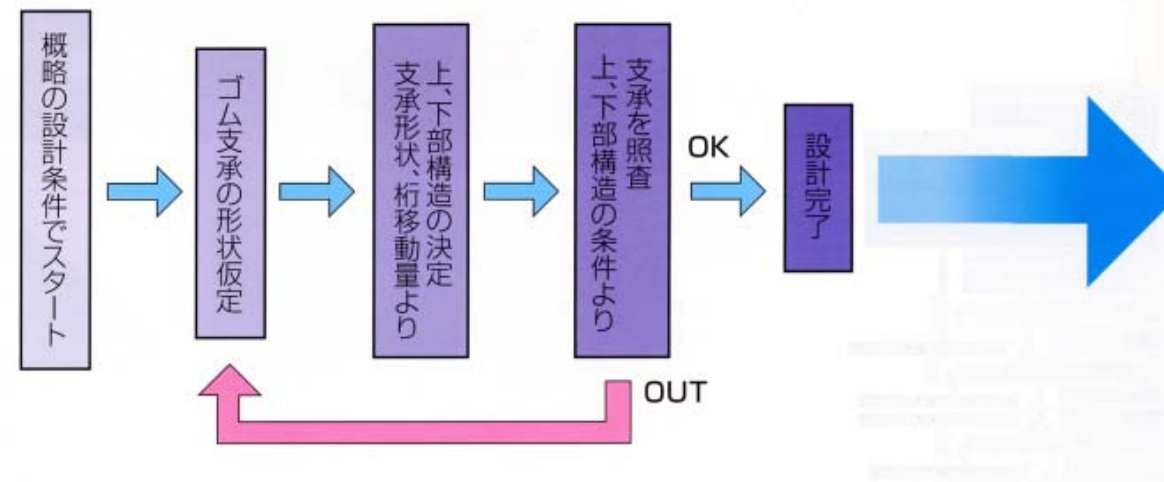 概略の設計条件でスタート
ゴム支承の形状仮定
支承形状、桁移動量より
上、下部構造の決定
上、下部構造の条件より
支承を照査
OK
設計完了
OUT